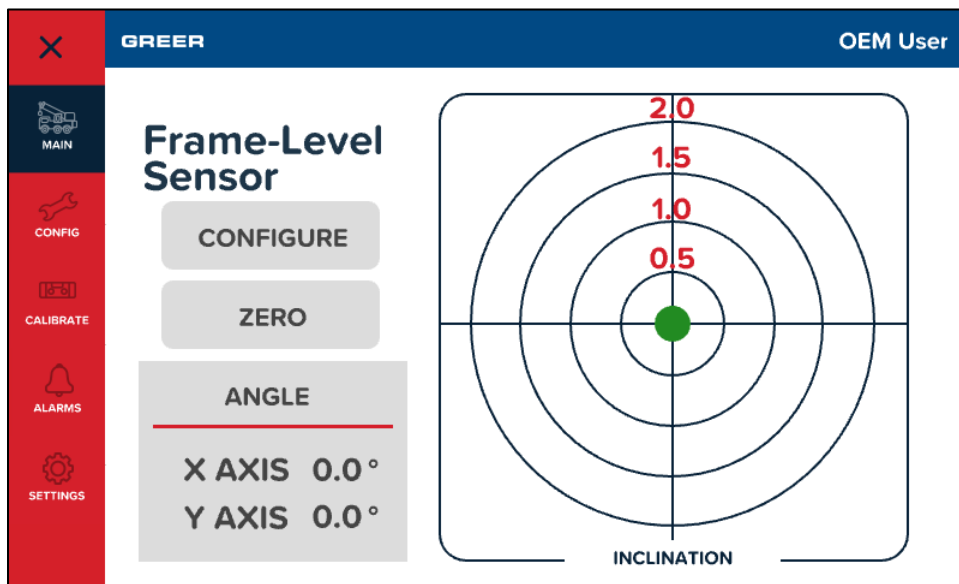 GREER
OEM User
MAIN
CONFIG
CALIBRATE
ALARMS
SETTINGS
Frame-Level
Sensor
CONFIGURE
ZERO
ANGLE
X AXIS 0.0°
Y AXIS 0.0°
2.0
1.5
1.0
0.5
INCLINATION